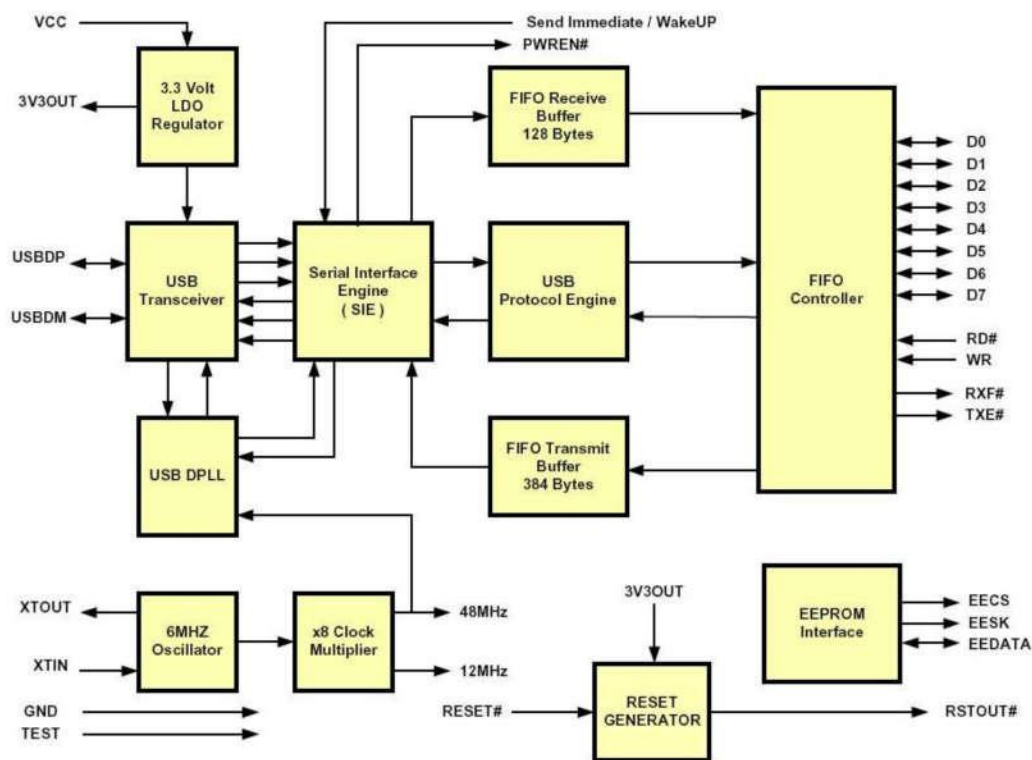 VCC
Send Immediate / WakeUP
PWREN#
3V3OUT
3.3 Volt
LDO
Regulator
FIFO Receive
Buffer
128 Bytes
D0
D1
D2
D3
D4
D5
D6
D7
USBDP
USBDM
USB
Transceiver
Serial Interface
Engine
( SIE )
USB
Protocol Engine
FIFO
Controller
RD#
WR
RXF#
TXE#
USB DPLL
FIFO Transmit
Buffer
384 Bytes
XTOUT
XTIN
6MHZ
Oscillator
x8 Clock
Multiplier
48MHz
12MHz
3V3OUT
EEPROM
Interface
EECS
EESK
EEDATA
GND
TEST
RESET#
RESET
GENERATOR
RSTOUT#